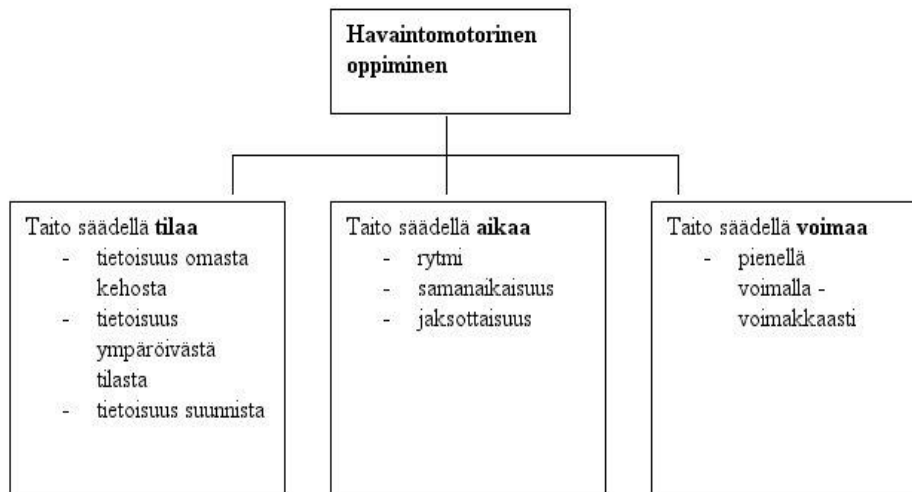 Havaintomotorinen
oppiminen
Taito säädellä tilaa
- tietoisuus omasta
kehosta
- tietoisuus
ympäröivästä
tilasta
- tietoisuus suunnista
Taito säädellä aikaa
- rytmi
- samanaikaisuus
- jaksottaisuus
Taito säädellä voimaa
- pienellä
voimalla -
voimakkaasti